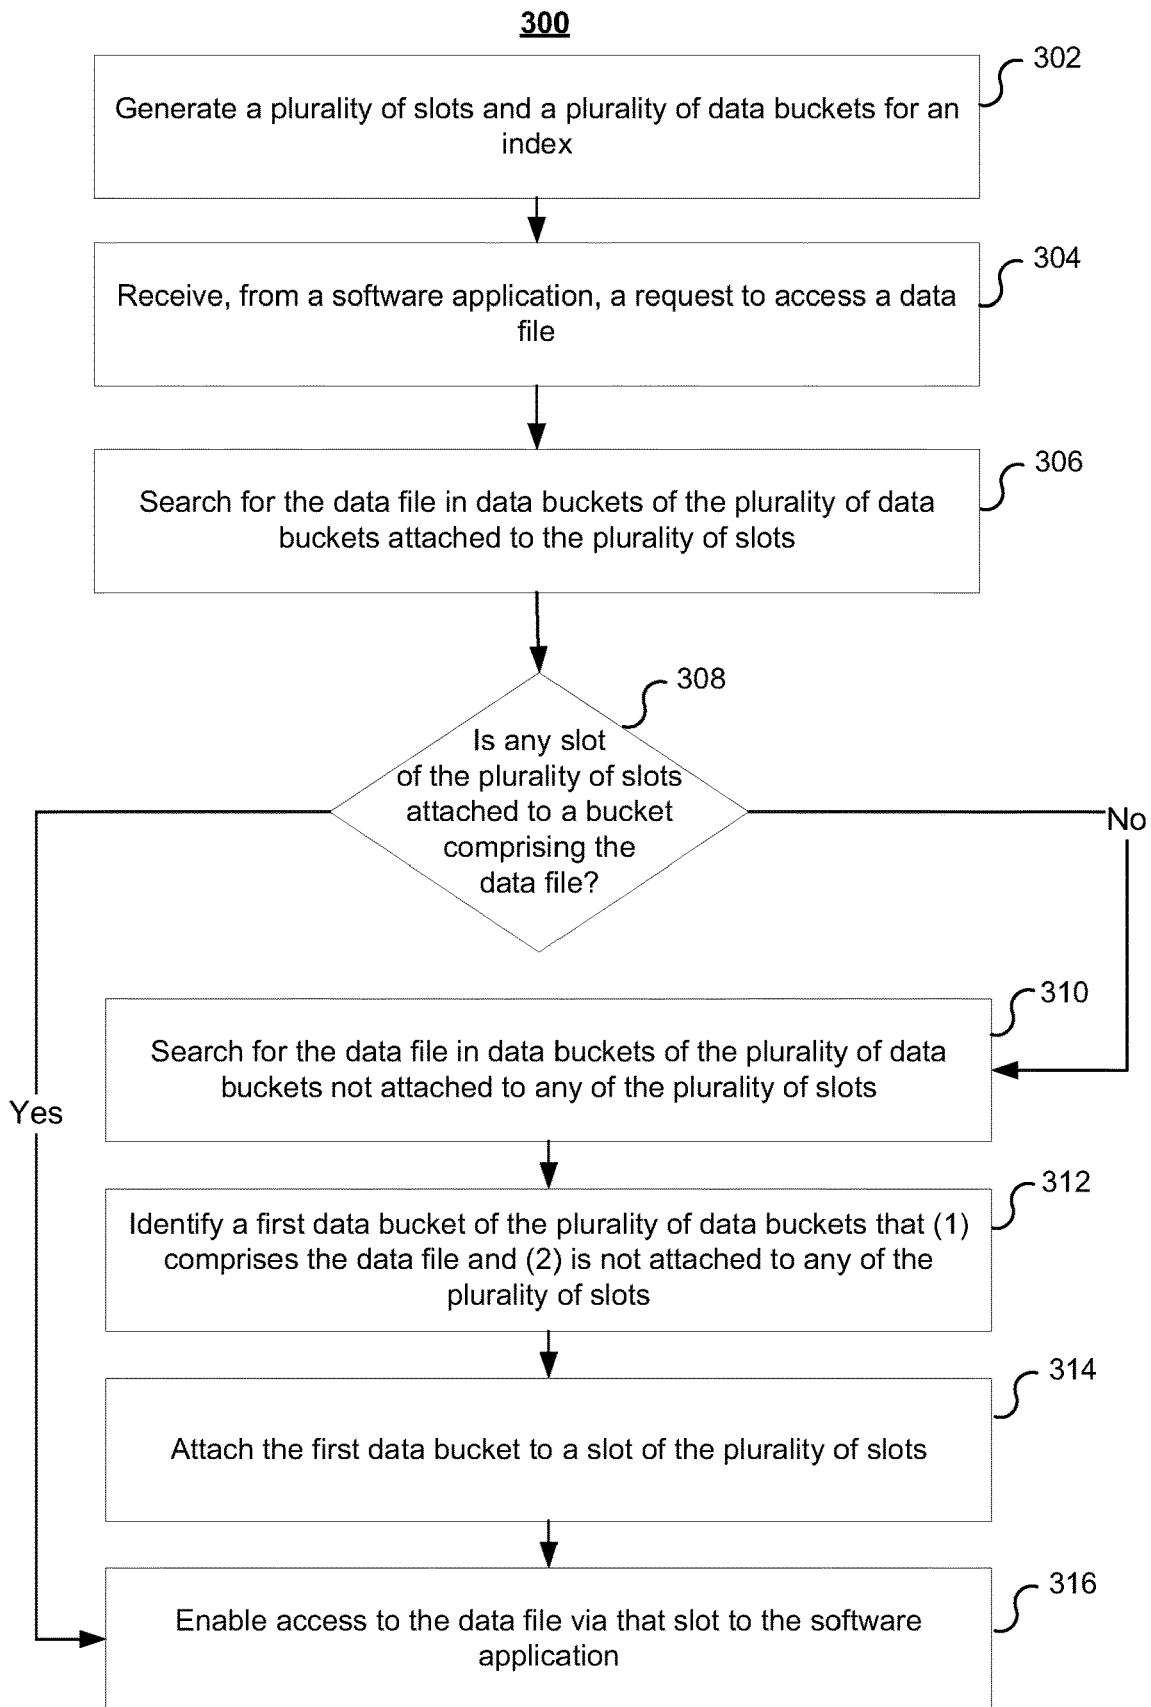 300
302
Generate a plurality of slots and a plurality of data buckets for an
index
304
Receive, from a software application, a request to access a data
file
306
Search for the data file in data buckets of the plurality of data
buckets attached to the plurality of slots
308
Is any slot
of the plurality of slots
attached to a bucket
comprising the
data file?
No
310
Search for the data file in data buckets of the plurality of data
buckets not attached to any of the plurality of slots
Yes
312
Identify a first data bucket of the plurality of data buckets that (1)
comprises the data file and (2) is not attached to any of the
plurality of slots
314
Attach the first data bucket to a slot of the plurality of slots
316
Enable access to the data file via that slot to the software
application